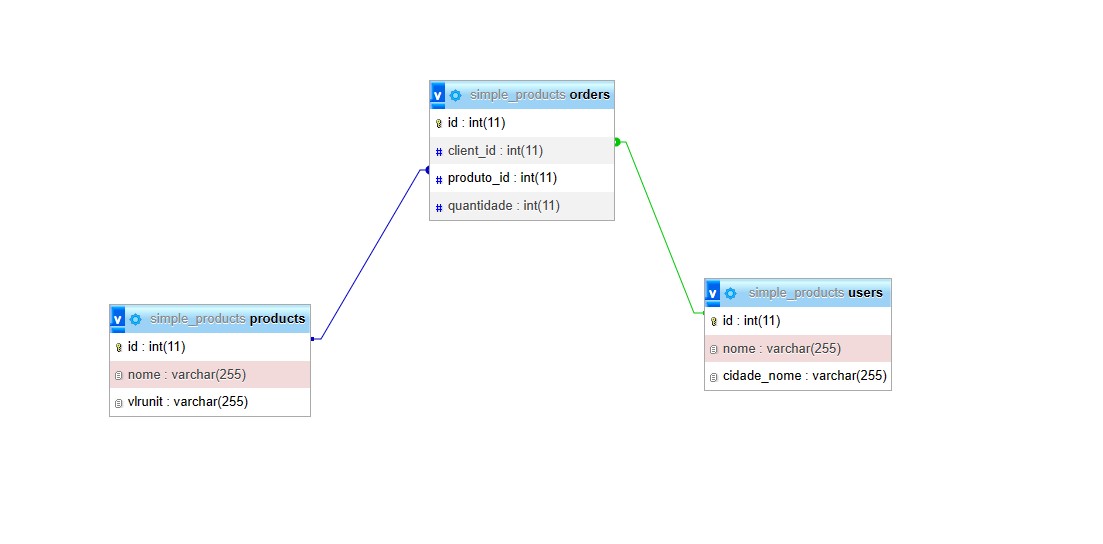 v simple_products orders
id : int(11)
# client_id : int(11)
# produto_id : int(11)
# quantidade : int(11)
v simple_products products
id : int(11)
nome : varchar(255)
vlrunit : varchar(255)
v simple_products users
id : int(11)
nome : varchar(255)
cidade_nome : varchar(255)